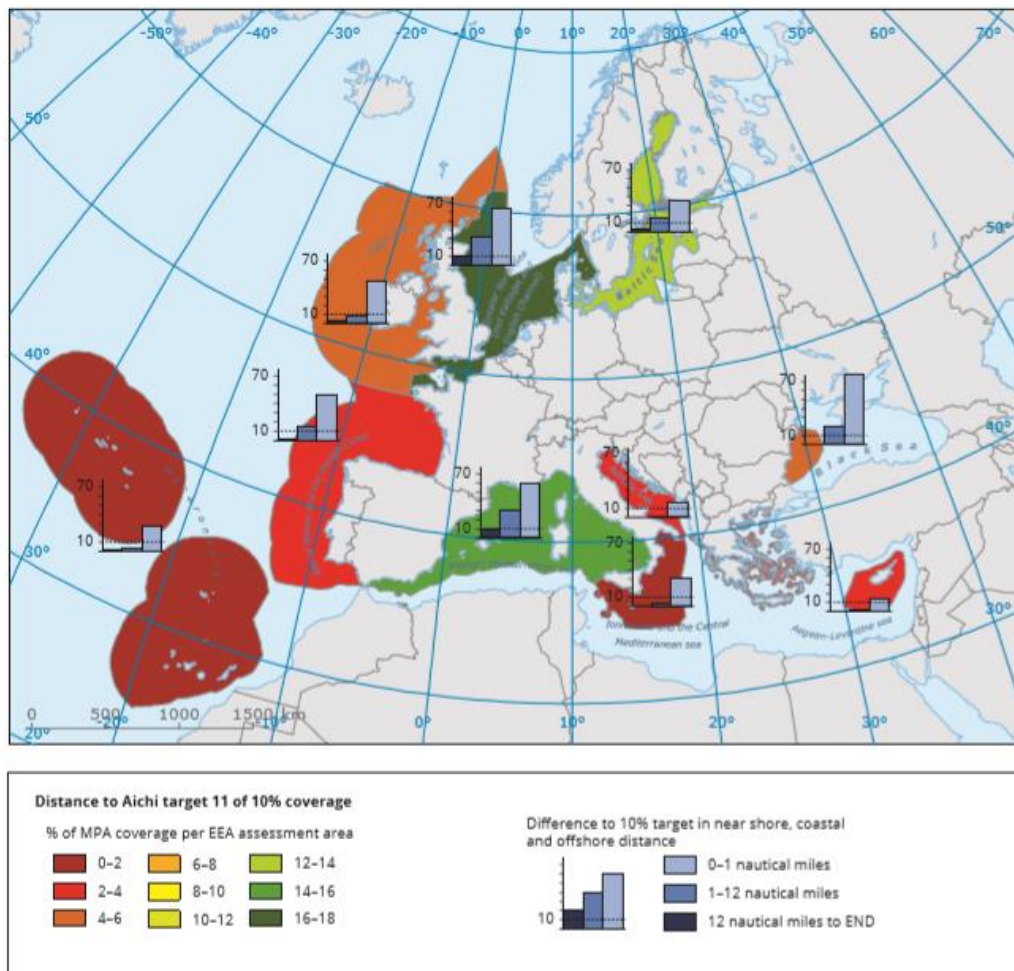 -50° -40° -30° -20° -10° 0° 10° 20° 30° 40° 50° 60° 70°
50°
70
10
70
10
50°
70
10
Baltic
40°
70
10
70
10
40°
Black Sea
70
10
70
10
70
10
70
10
70
10
30°
30°
Ionian and the Central
Mediterranean sea
Aegean-Levantine sea
0 500 1000 1500 km
20° -20° -10° 0° 10° 20° 30°
Distance to Aichi target 11 of 10% coverage
% of MPA coverage per EEA assessment area
0–2 6–8 12–14
2–4 8–10 14–16
4–6 10–12 16–18
Difference to 10% target in near shore, coastal
and offshore distance
10
0–1 nautical miles
1–12 nautical miles
12 nautical miles to END